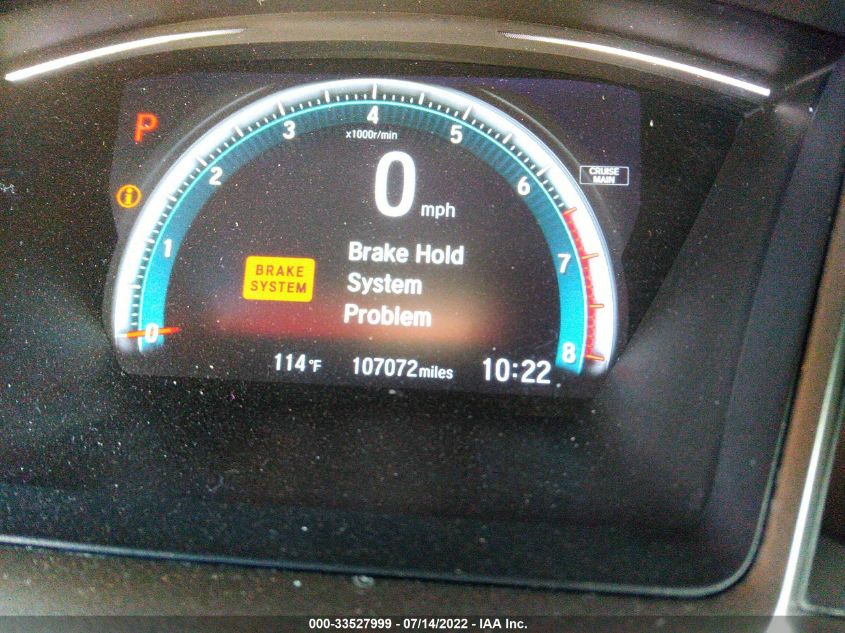 P
4
3
5
x1000r/min
2
6
CRUISE
MAIN
0
mph
i
1
7
Brake Hold
System
Problem
BRAKE
SYSTEM
0
8
114°F
107072miles
10:22
000-33527999 / 07/14/2022 - IAA Inc.